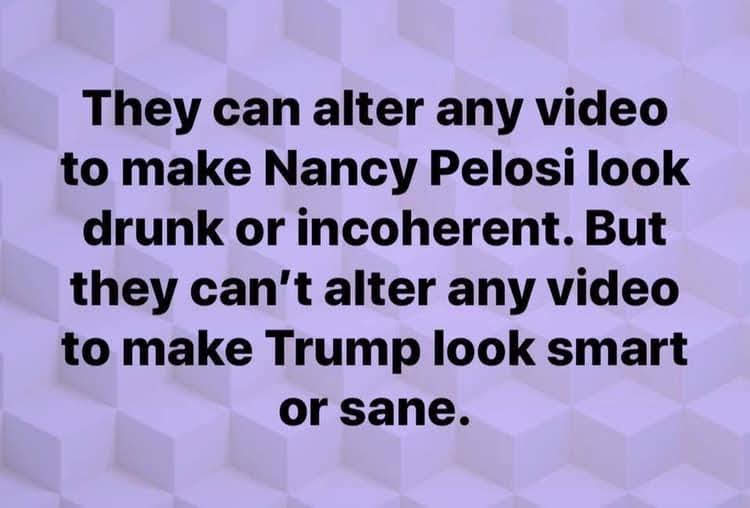 They can alter any video
to make Nancy Pelosi look
drunk or incoherent. But
they can’t alter any video
to make Trump look smart
or sane.